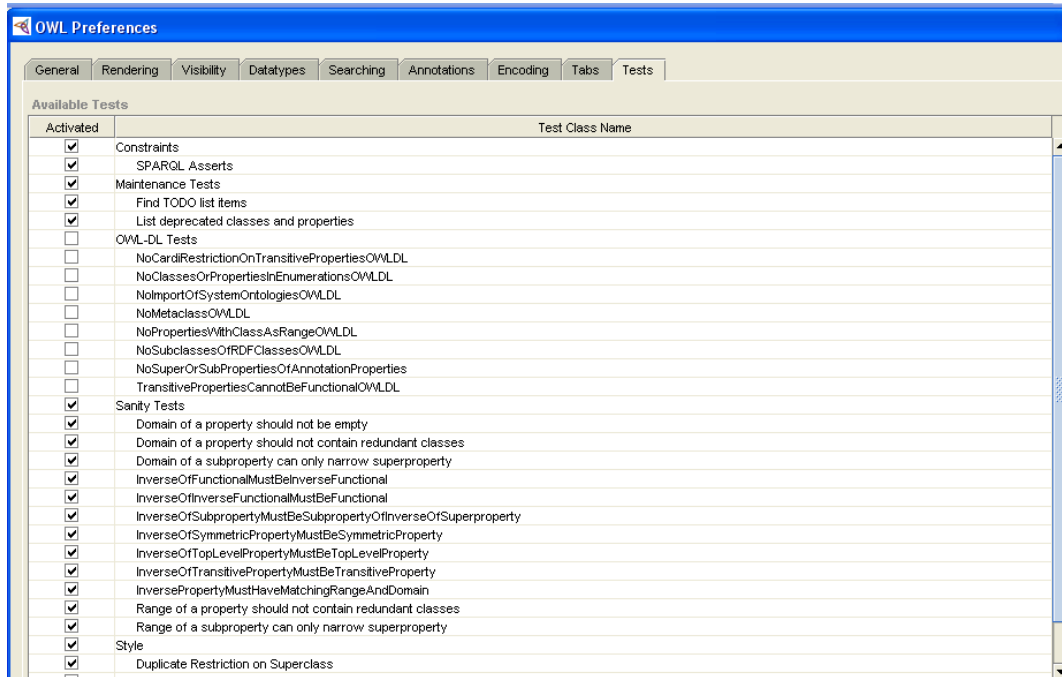 OWL Preferences
General Rendering Visibility Datatypes Searching Annotations Encoding Tabs Tests
Available Tests
Activated Test Class Name
Constraints
SPARQL Asserts
Maintenance Tests
Find TODO list items
List deprecated classes and properties
OWL-DL Tests
NoCardiRestrictionOnTransitivePropertiesOWLDL
NoClassesOrPropertiesInEnumerationsOWLDL
NoImportOfSystemOntologiesOWLDL
NoMetaclassOWLDL
NoPropertiesWithClassAsRangeOWLDL
NoSubclassesOfRDFClassesOWLDL
NoSuperOrSubPropertiesOfAnnotationProperties
TransitivePropertiesCannotBeFunctionalOWLDL
Sanity Tests
Domain of a property should not be empty
Domain of a property should not contain redundant classes
Domain of a subproperty can only narrow superproperty
InverseOfFunctionalMustBeInverseFunctional
InverseOfInverseFunctionalMustBeFunctional
InverseOfSubpropertyMustBeSubpropertyOfInverseOfSuperproperty
InverseOfSymmetricPropertyMustBeSymmetricProperty
InverseOfTopLevelPropertyMustBeTopLevelProperty
InverseOfTransitivePropertyMustBeTransitiveProperty
InversePropertyMustHaveMatchingRangeAndDomain
Range of a property should not contain redundant classes
Range of a subproperty can only narrow superproperty
Style
Duplicate Restriction on Superclass